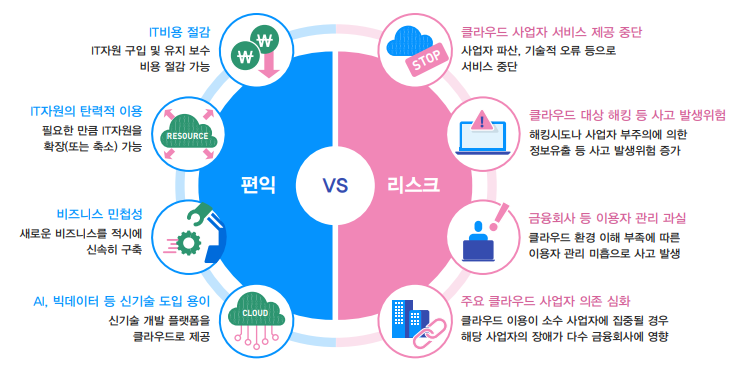 IT비용 절감
IT자원 구입 및 유지 보수
비용 절감 가능
₩
₩
IT자원의 탄력적 이용
필요한 만큼 IT자원을
확장(또는 축소) 가능
RESOURCE
비즈니스 민첩성
새로운 비즈니스를 적시에
신속히 구축
AI, 빅데이터 등 신기술 도입 용이
신기술 개발 플랫폼을
클라우드로 제공
CLOUD
편익
VS
리스크
클라우드 사업자 서비스 제공 중단
사업자 파산, 기술적 오류 등으로
서비스 중단
STOP
클라우드 대상 해킹 등 사고 발생위험
해킹시도나 사업자 부주의에 의한
정보유출 등 사고 발생위험 증가
!
금융회사 등 이용자 관리 과실
클라우드 환경 이해 부족에 따른
이용자 관리 미흡으로 사고 발생
!
주요 클라우드 사업자 의존 심화
클라우드 이용이 소수 사업자에 집중될 경우
해당 사업자의 장애가 다수 금융회사에 영향